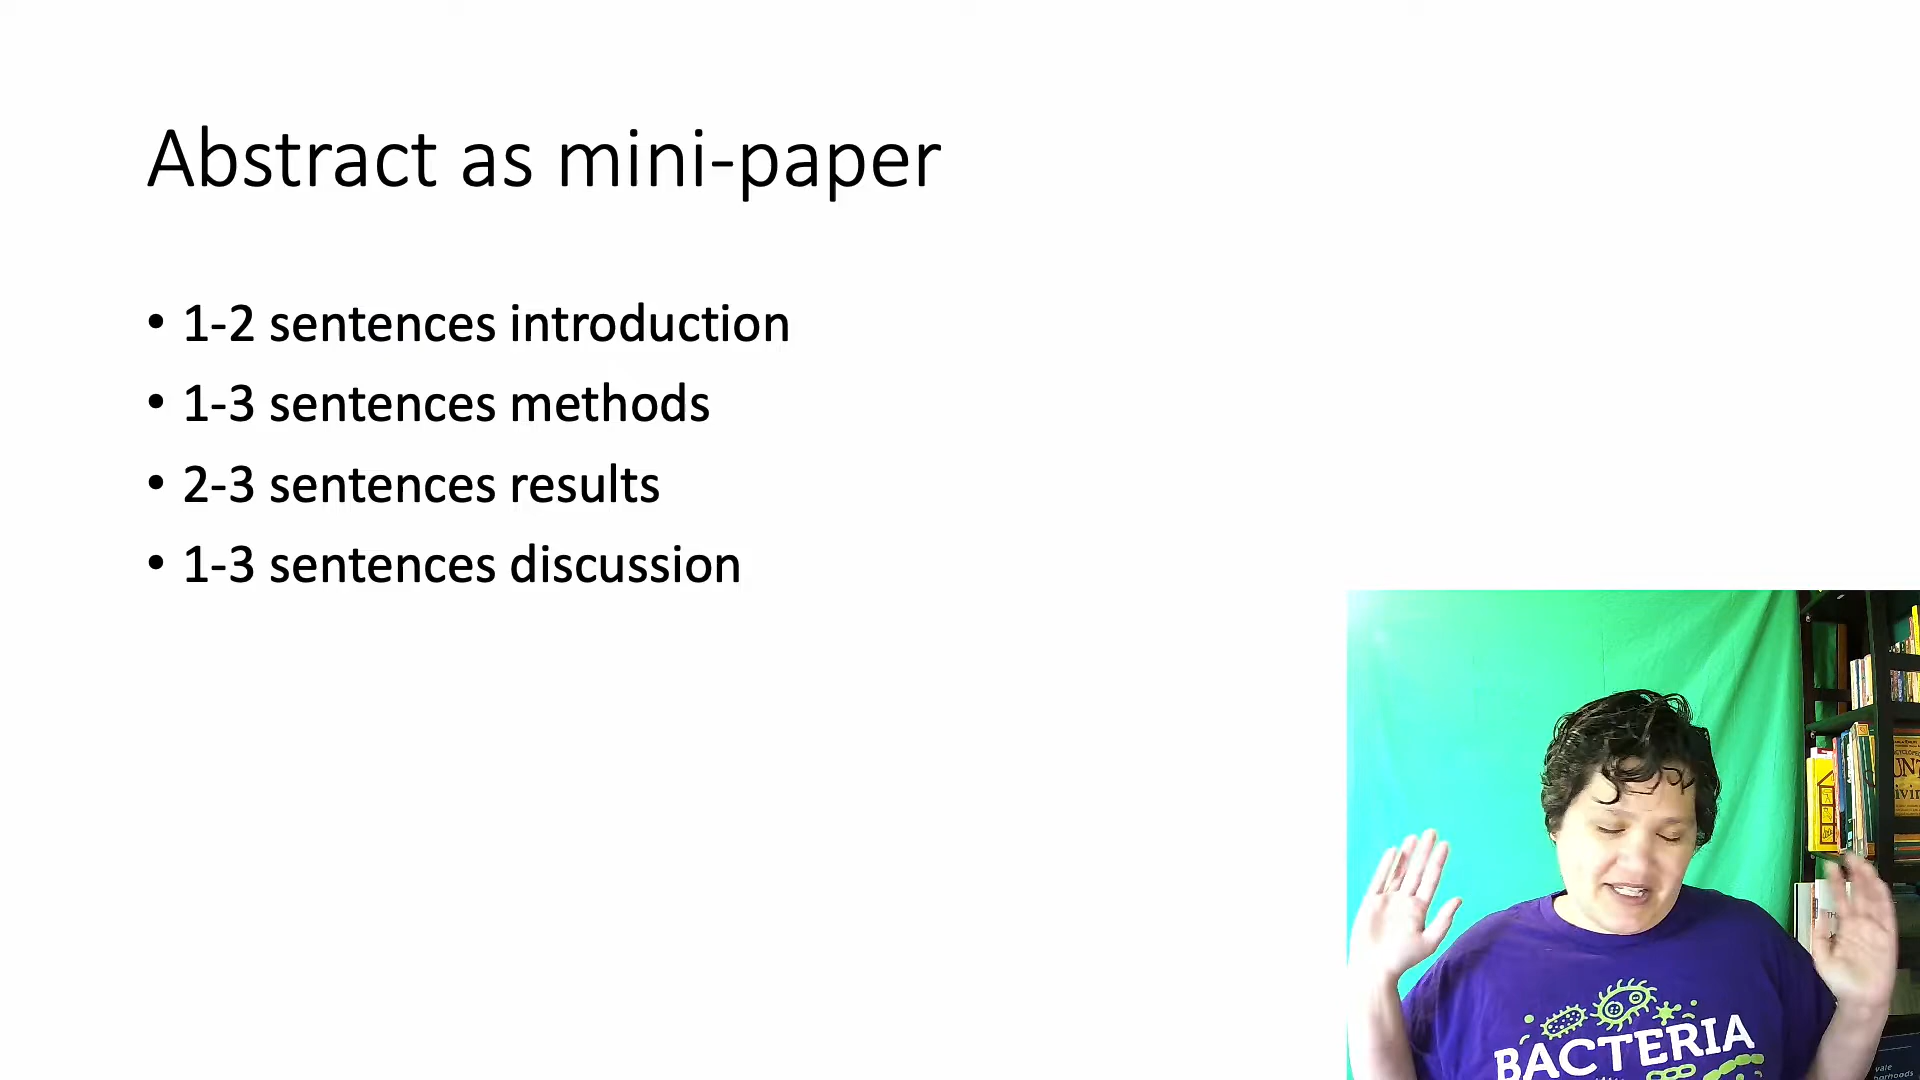 Abstract as mini-paper
• 1-2 sentences introduction
• 1-3 sentences methods
• 2-3 sentences results
• 1-3 sentences discussion
BACTERIA